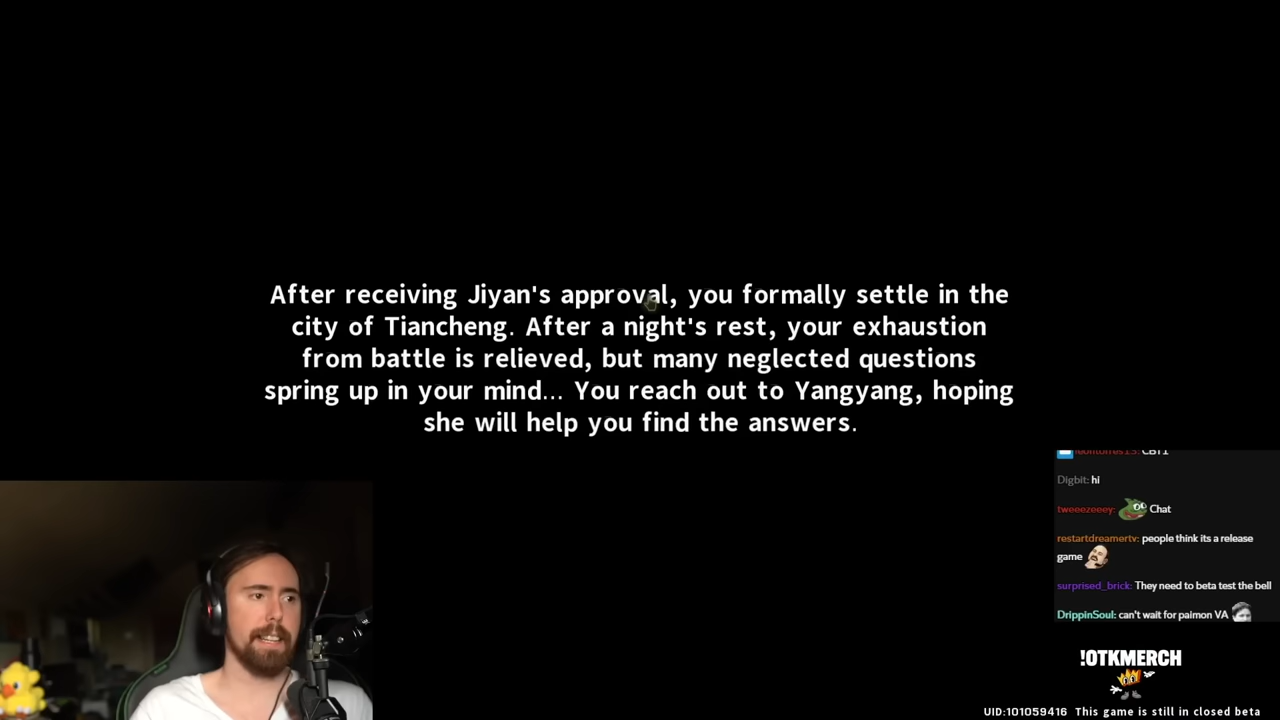 After receiving Jiyan's approval, you formally settle in the
city of Tiancheng. After a night's rest, your exhaustion
from battle is relieved, but many neglected questions
spring up in your mind... You reach out to Yangyang, hoping
she will help you find the answers.
CBT1
Digbit: hi
tweeezeeey: Chat
restartdreamertv: people think its a release
game
surprised_brick: They need to beta test the bell
DrippinSoul: can't wait for paimon VA
!OTKMERCH
UID:101059416 This game is still in closed beta